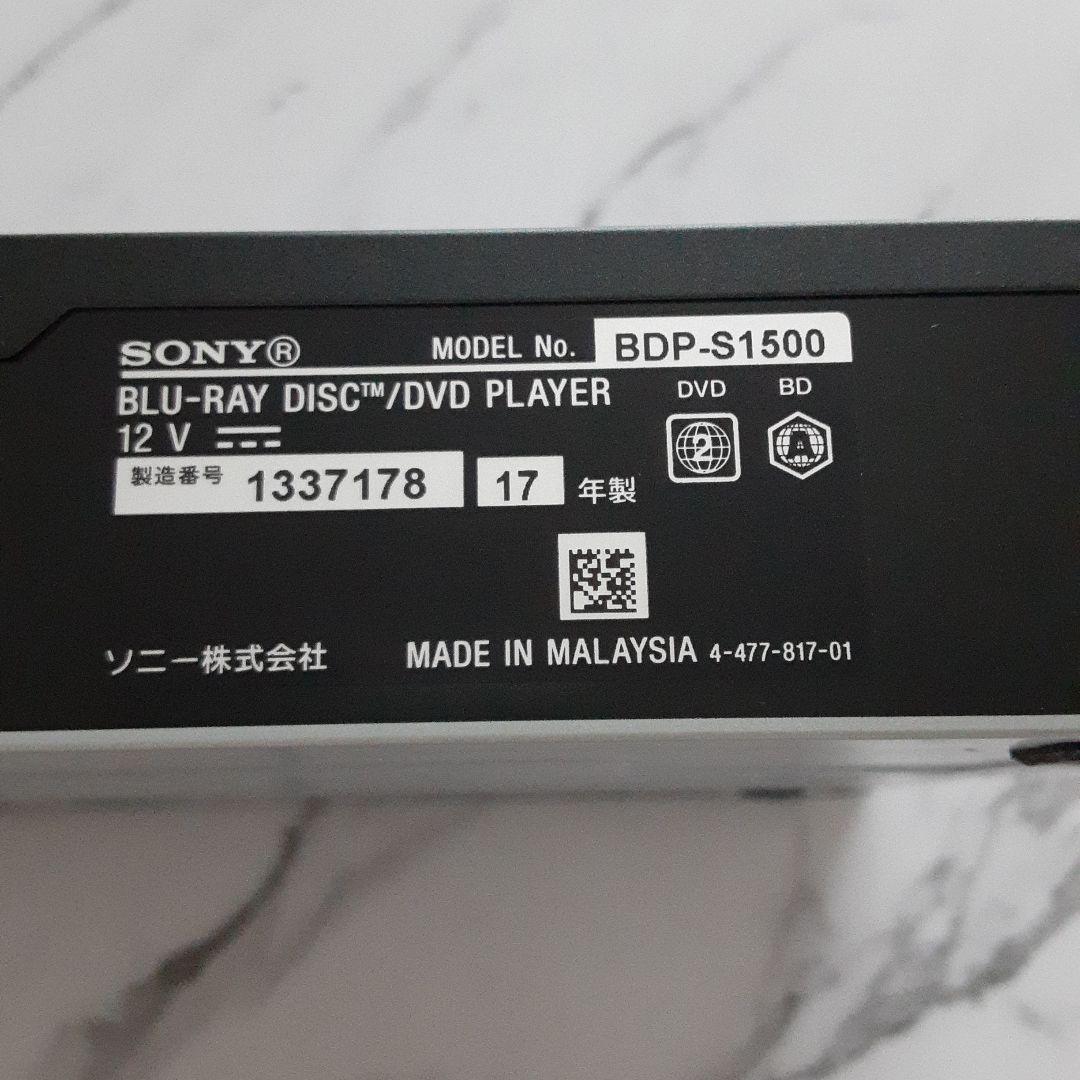 SONY® MODEL No. BDP-S1500
BLU-RAY DISC™/DVD PLAYER DVD BD
12 V 2 A
製造番号 1337178 17 年製
ソニー株式会社 MADE IN MALAYSIA 4-477-817-01